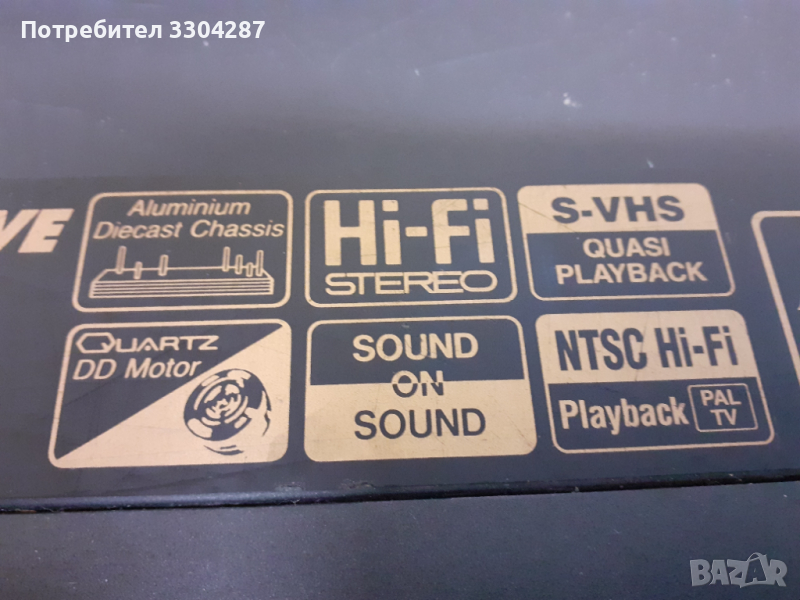 Потребител 3304287
Aluminium
Diecast Chassis
Hi-Fi
STEREO
S-VHS
QUASI
PLAYBACK
QUARTZ
DD Motor
SOUND
ON
SOUND
NTSC Hi-Fi
Playback PAL
TV
BAZAR